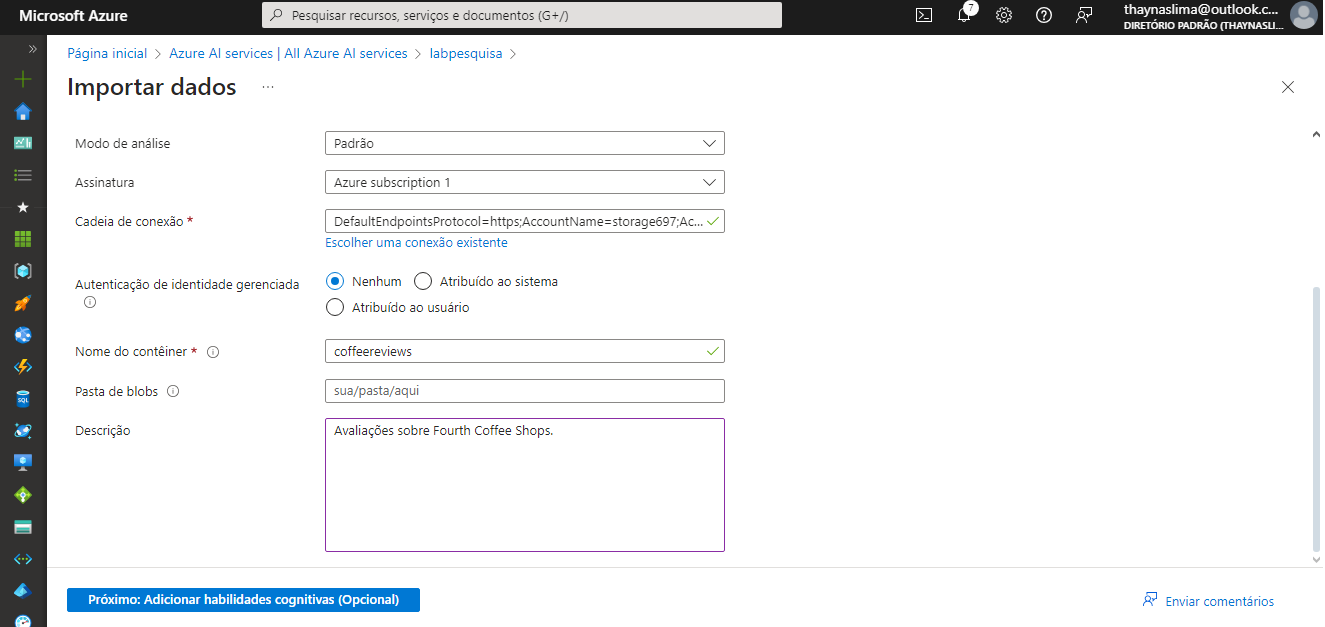 Microsoft Azure
Pesquisar recursos, serviços e documentos (G+/)
7
thaynaslima@outlook.c...
DIRETÓRIO PADRÃO (THAYNASLI...
Página inicial > Azure AI services | All Azure AI services > labpesquisa >
Importar dados ...
Modo de análise
Padrão
Assinatura
Azure subscription 1
Cadeia de conexão *
DefaultEndpointsProtocol=https;AccountName=storage697;Ac...
Escolher uma conexão existente
Autenticação de identidade gerenciada
Nenhum
Atribuído ao sistema
Atribuído ao usuário
Nome do contêiner *
coffeereviews
Pasta de blobs
sua/pasta/aqui
Descrição
Avaliações sobre Fourth Coffee Shops.
Próximo: Adicionar habilidades cognitivas (Opcional)
Enviar comentários